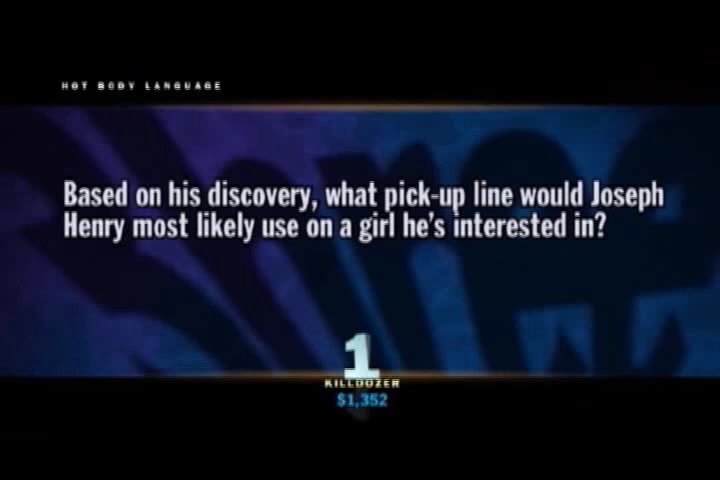 HOT BODY LANGUAGE
Based on his discovery, what pick-up line would Joseph
Henry most likely use on a girl he's interested in?
1
KILLDOZER
$1,352